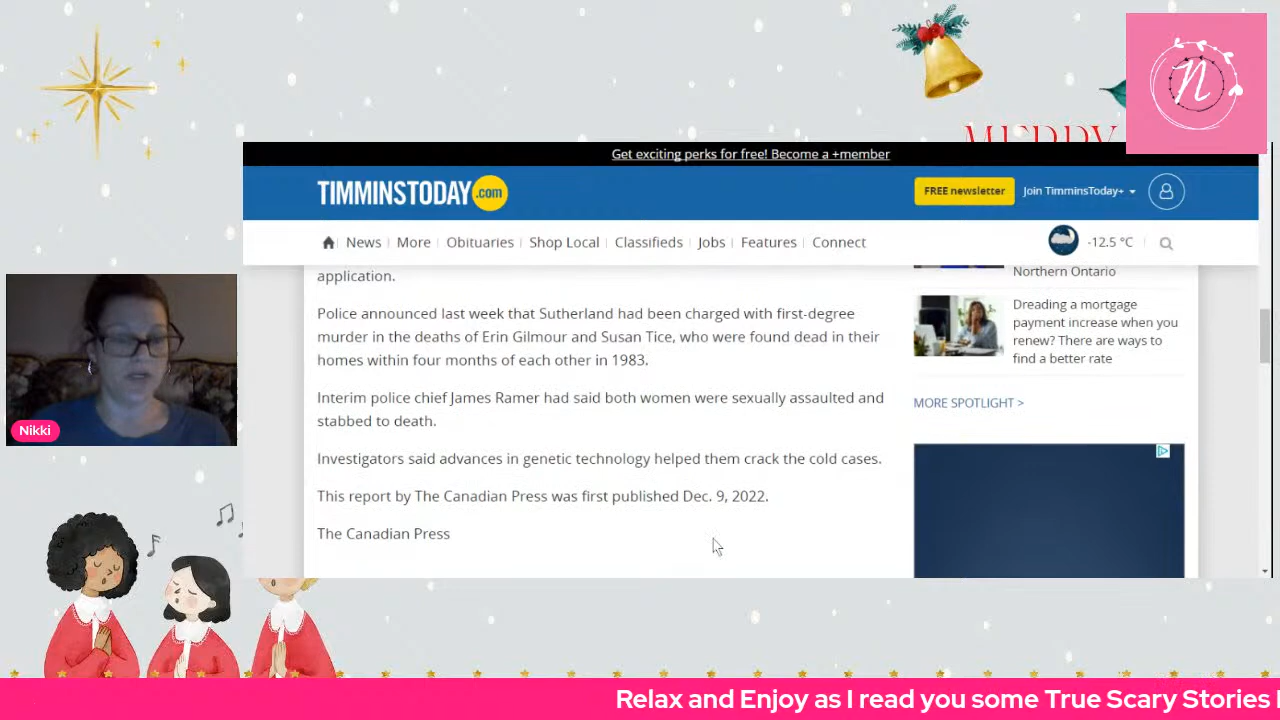 MERRY
n
Get exciting perks for free! Become a +member
TIMMINSTODAY.com
FREE newsletter
Join TimminsToday+
News
More
Obituaries
Shop Local
Classifieds
Jobs
Features
Connect
-12.5 °C
application.
Police announced last week that Sutherland had been charged with first-degree
murder in the deaths of Erin Gilmour and Susan Tice, who were found dead in their
homes within four months of each other in 1983.
Interim police chief James Ramer had said both women were sexually assaulted and
stabbed to death.
Investigators said advances in genetic technology helped them crack the cold cases.
This report by The Canadian Press was first published Dec. 9, 2022.
The Canadian Press
Northern Ontario
Dreading a mortgage
payment increase when you
renew? There are ways to
find a better rate
MORE SPOTLIGHT >
Nikki
Relax and Enjoy as I read you some True Scary Stories